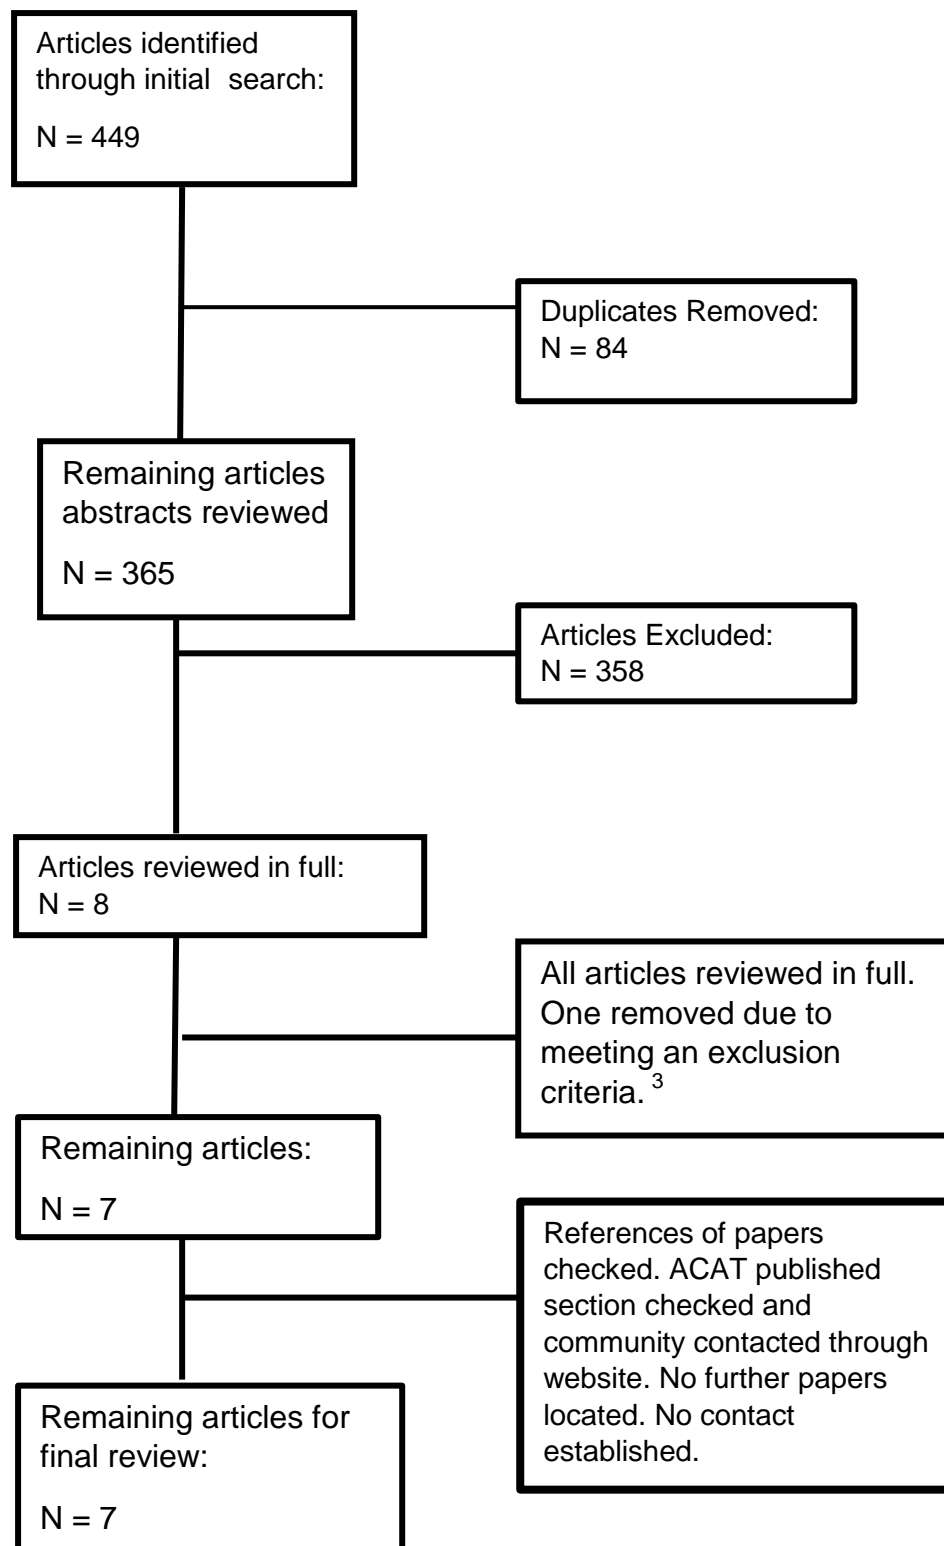 Articles identified
through initial  search:
N = 449
Duplicates Removed:
N = 84
Remaining articles
abstracts reviewed
N = 365
Articles Excluded:
N = 358
Articles reviewed in full:
N = 8
All articles reviewed in full.
One removed due to
meeting an exclusion
criteria. 3
Remaining articles:
N = 7
References of papers
checked. ACAT published
section checked and
community contacted through
website. No further papers
located. No contact
established.
Remaining articles for
final review:
N = 7